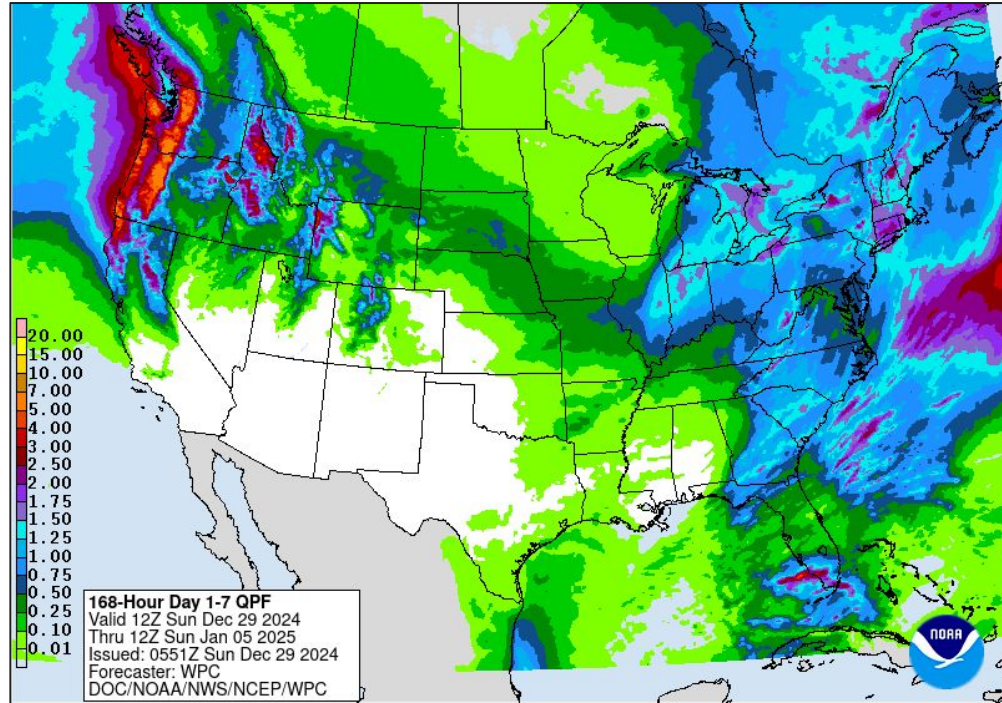 20.00
15.00
10.00
7.00
5.00
4.00
3.00
2.50
2.00
1.75
1.50
1.25
1.00
0.75
0.50
0.25
0.10
0.01
168-Hour Day 1-7 QPF
Valid 12Z Sun Dec 29 2024
Thru 12Z Sun Jan 05 2025
Issued: 0551Z Sun Dec 29 2024
Forecaster: WPC
DOC/NOAA/NWS/NCEP/WPC
NOAA